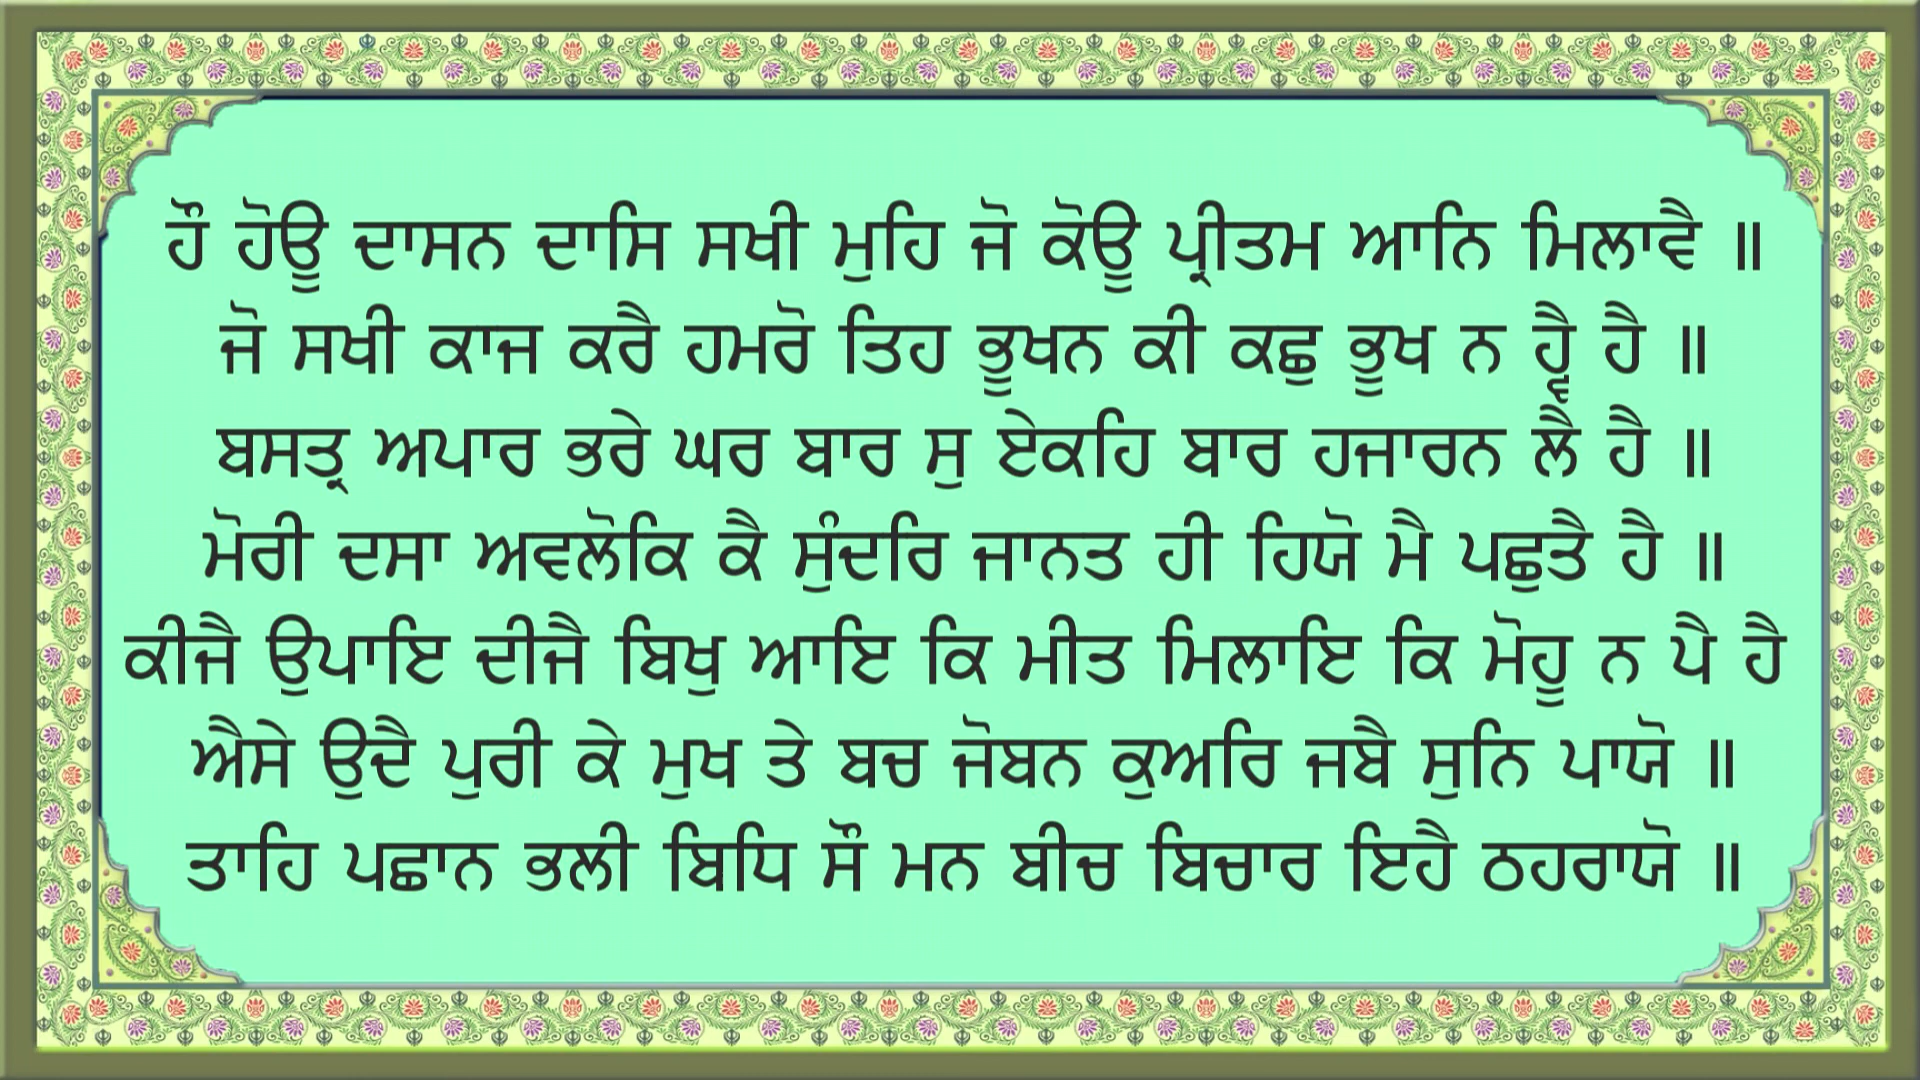 ਹੌ ਹੋਊ ਦਾਸਨ ਦਾਸਿ ਸਖੀ ਮੁਹਿ ਜੋ ਕੋਊ ਪ੍ਰੀਤਮ ਆਨਿ ਮਿਲਾਵੈ ॥
ਜੋ ਸਖੀ ਕਾਜ ਕਰੈ ਹਮਰੋ ਤਿਹ ਭੂਖਨ ਕੀ ਕਛੁ ਭੂਖ ਨ ਹ੍ਵੈ ਹੈ ॥
ਬਸਤ੍ਰ ਅਪਾਰ ਭਰੇ ਘਰ ਬਾਰ ਸੁ ਏਕਹਿ ਬਾਰ ਹਜਾਰਨ ਲੈ ਹੈ ॥
ਮੋਰੀ ਦਸਾ ਅਵਲੋਕਿ ਕੈ ਸੁੰਦਰਿ ਜਾਨਤ ਹੀ ਹਿਯੋ ਮੈ ਪਛੁਤੈ ਹੈ ॥
ਕੀਜੈ ਉਪਾਇ ਦੀਜੈ ਬਿਖੁ ਆਇ ਕਿ ਮੀਤ ਮਿਲਾਇ ਕਿ ਮੋਹੂ ਨ ਪੈ ਹੈ
ਐਸੇ ਉਦੈ ਪੁਰੀ ਕੇ ਮੁਖ ਤੇ ਬਚ ਜੋਬਨ ਕੁਅਰਿ ਜਬੈ ਸੁਨਿ ਪਾਯੋ ॥
ਤਾਹਿ ਪਛਾਨ ਭਲੀ ਬਿਧਿ ਸੌ ਮਨ ਬੀਚ ਬਿਚਾਰ ਇਹੈ ਠਹਰਾਯੋ ॥